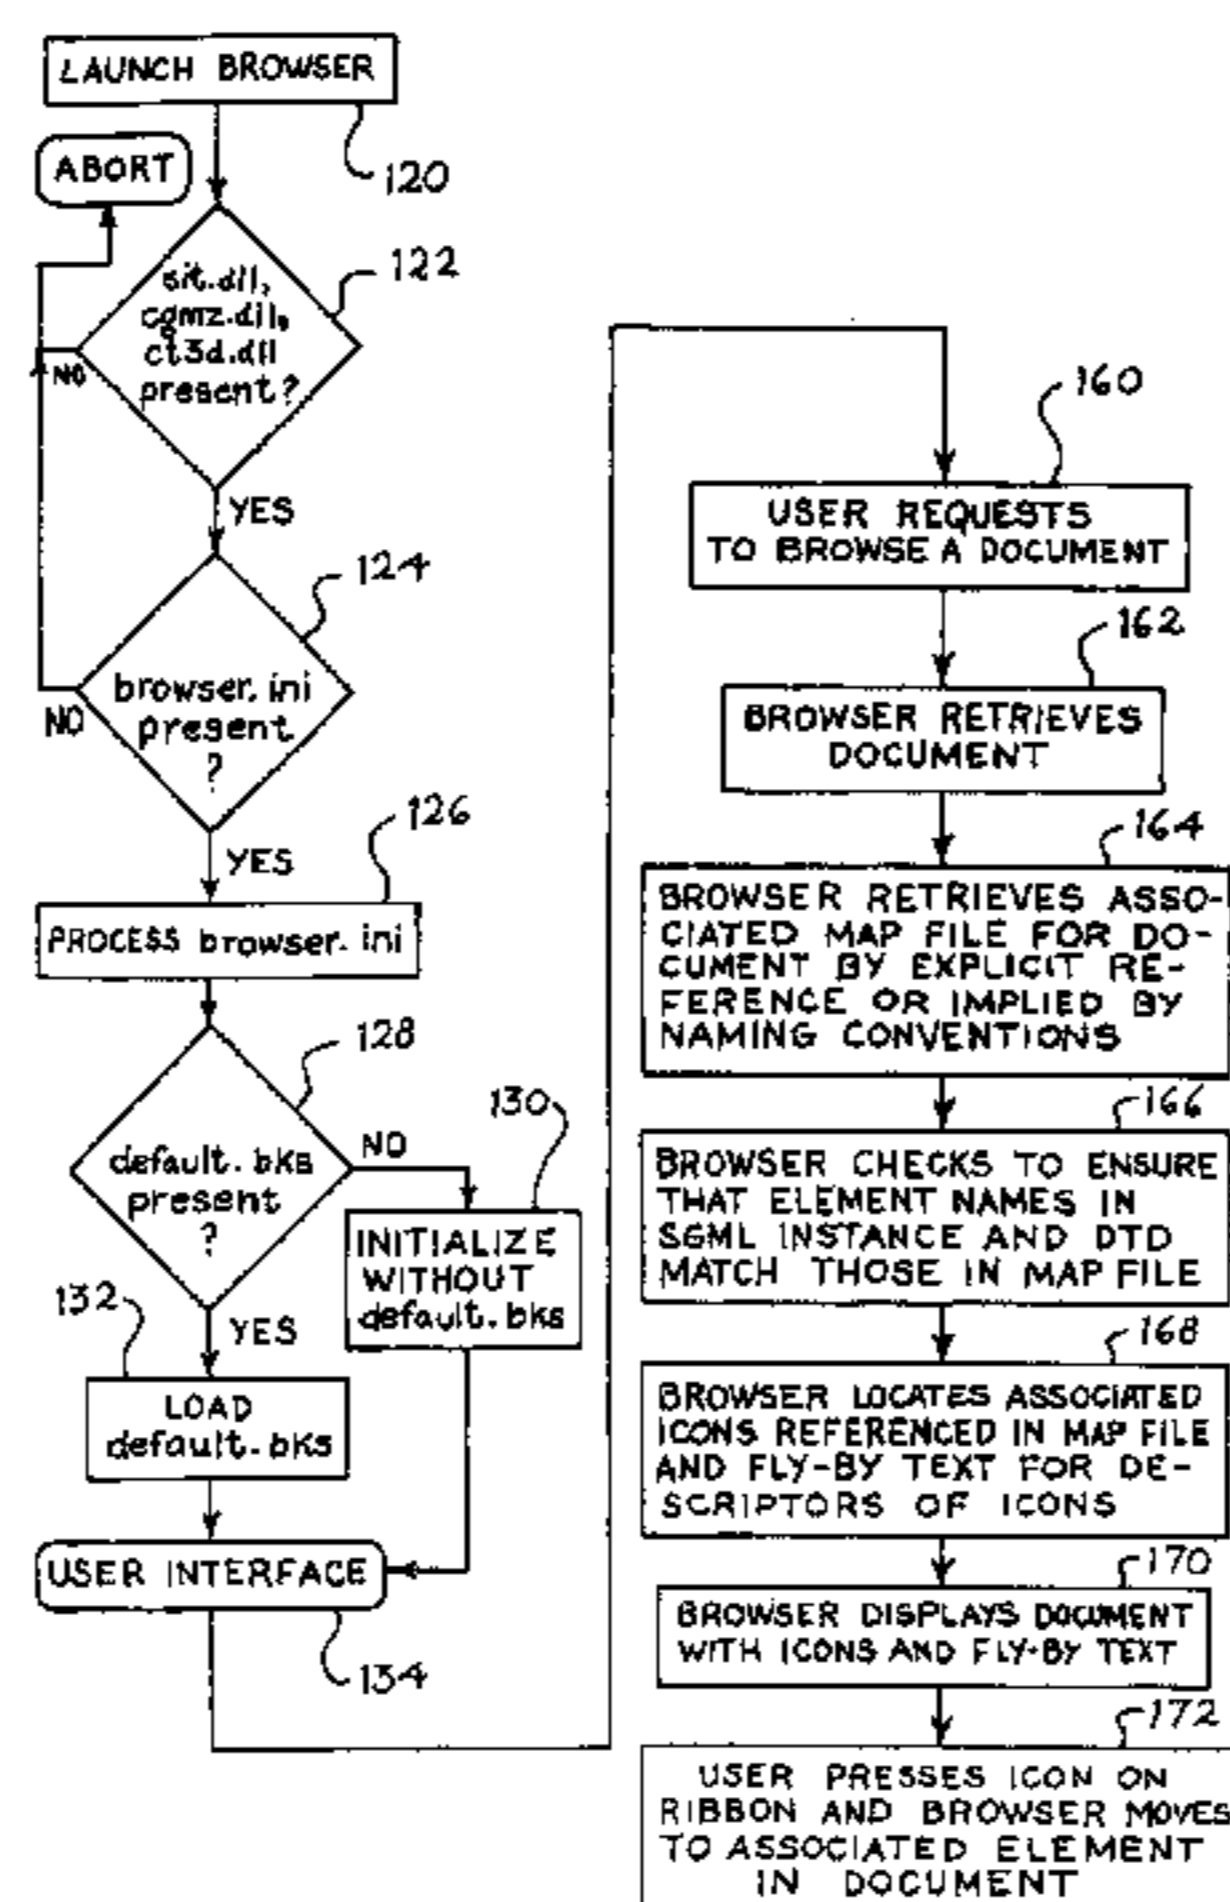 LAUNCH BROWSER
120
ABORT
122
sit.dll,
cgmz.dll,
ct3d.dll
present?
NO
YES
124
browser.ini
present
?
NO
YES
126
PROCESS browser.ini
128
default.bks
present
?
NO
130
INITIALIZE
WITHOUT
default.bks
132
YES
LOAD
default.bks
USER INTERFACE
134
160
USER REQUESTS
TO BROWSE A DOCUMENT
162
BROWSER RETRIEVES
DOCUMENT
164
BROWSER RETRIEVES ASSO-
CIATED MAP FILE FOR DO-
CUMENT BY EXPLICIT RE-
FERENCE OR IMPLIED BY
NAMING CONVENTIONS
166
BROWSER CHECKS TO ENSURE
THAT ELEMENT NAMES IN
SGML INSTANCE AND DTD
MATCH THOSE IN MAP FILE
168
BROWSER LOCATES ASSOCIATED
ICONS REFERENCED IN MAP FILE
AND FLY-BY TEXT FOR DE-
SCRIPTORS OF ICONS
170
BROWSER DISPLAYS DOCUMENT
WITH ICONS AND FLY-BY TEXT
172
USER PRESSES ICON ON
RIBBON AND BROWSER MOVES
TO ASSOCIATED ELEMENT
IN DOCUMENT